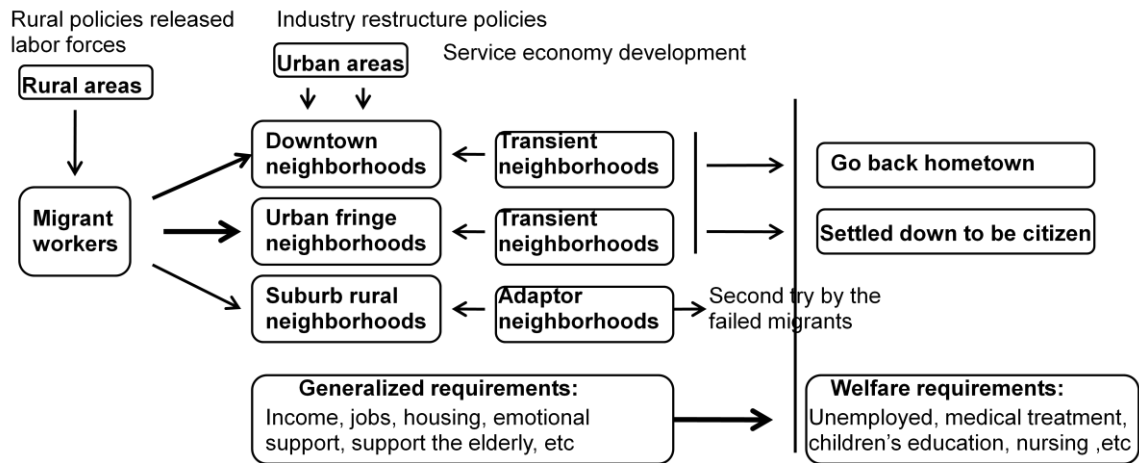 Rural policies released
labor forces
Industry restructure policies
Service economy development
Rural areas
Urban areas
Downtown
neighborhoods
Transient
neighborhoods
Go back hometown
Migrant
workers
Urban fringe
neighborhoods
Transient
neighborhoods
Settled down to be citizen
Suburb rural
neighborhoods
Adaptor
neighborhoods
Second try by the
failed migrants
Generalized requirements:
Income, jobs, housing, emotional
support, support the elderly, etc
Welfare requirements:
Unemployed, medical treatment,
children's education, nursing ,etc